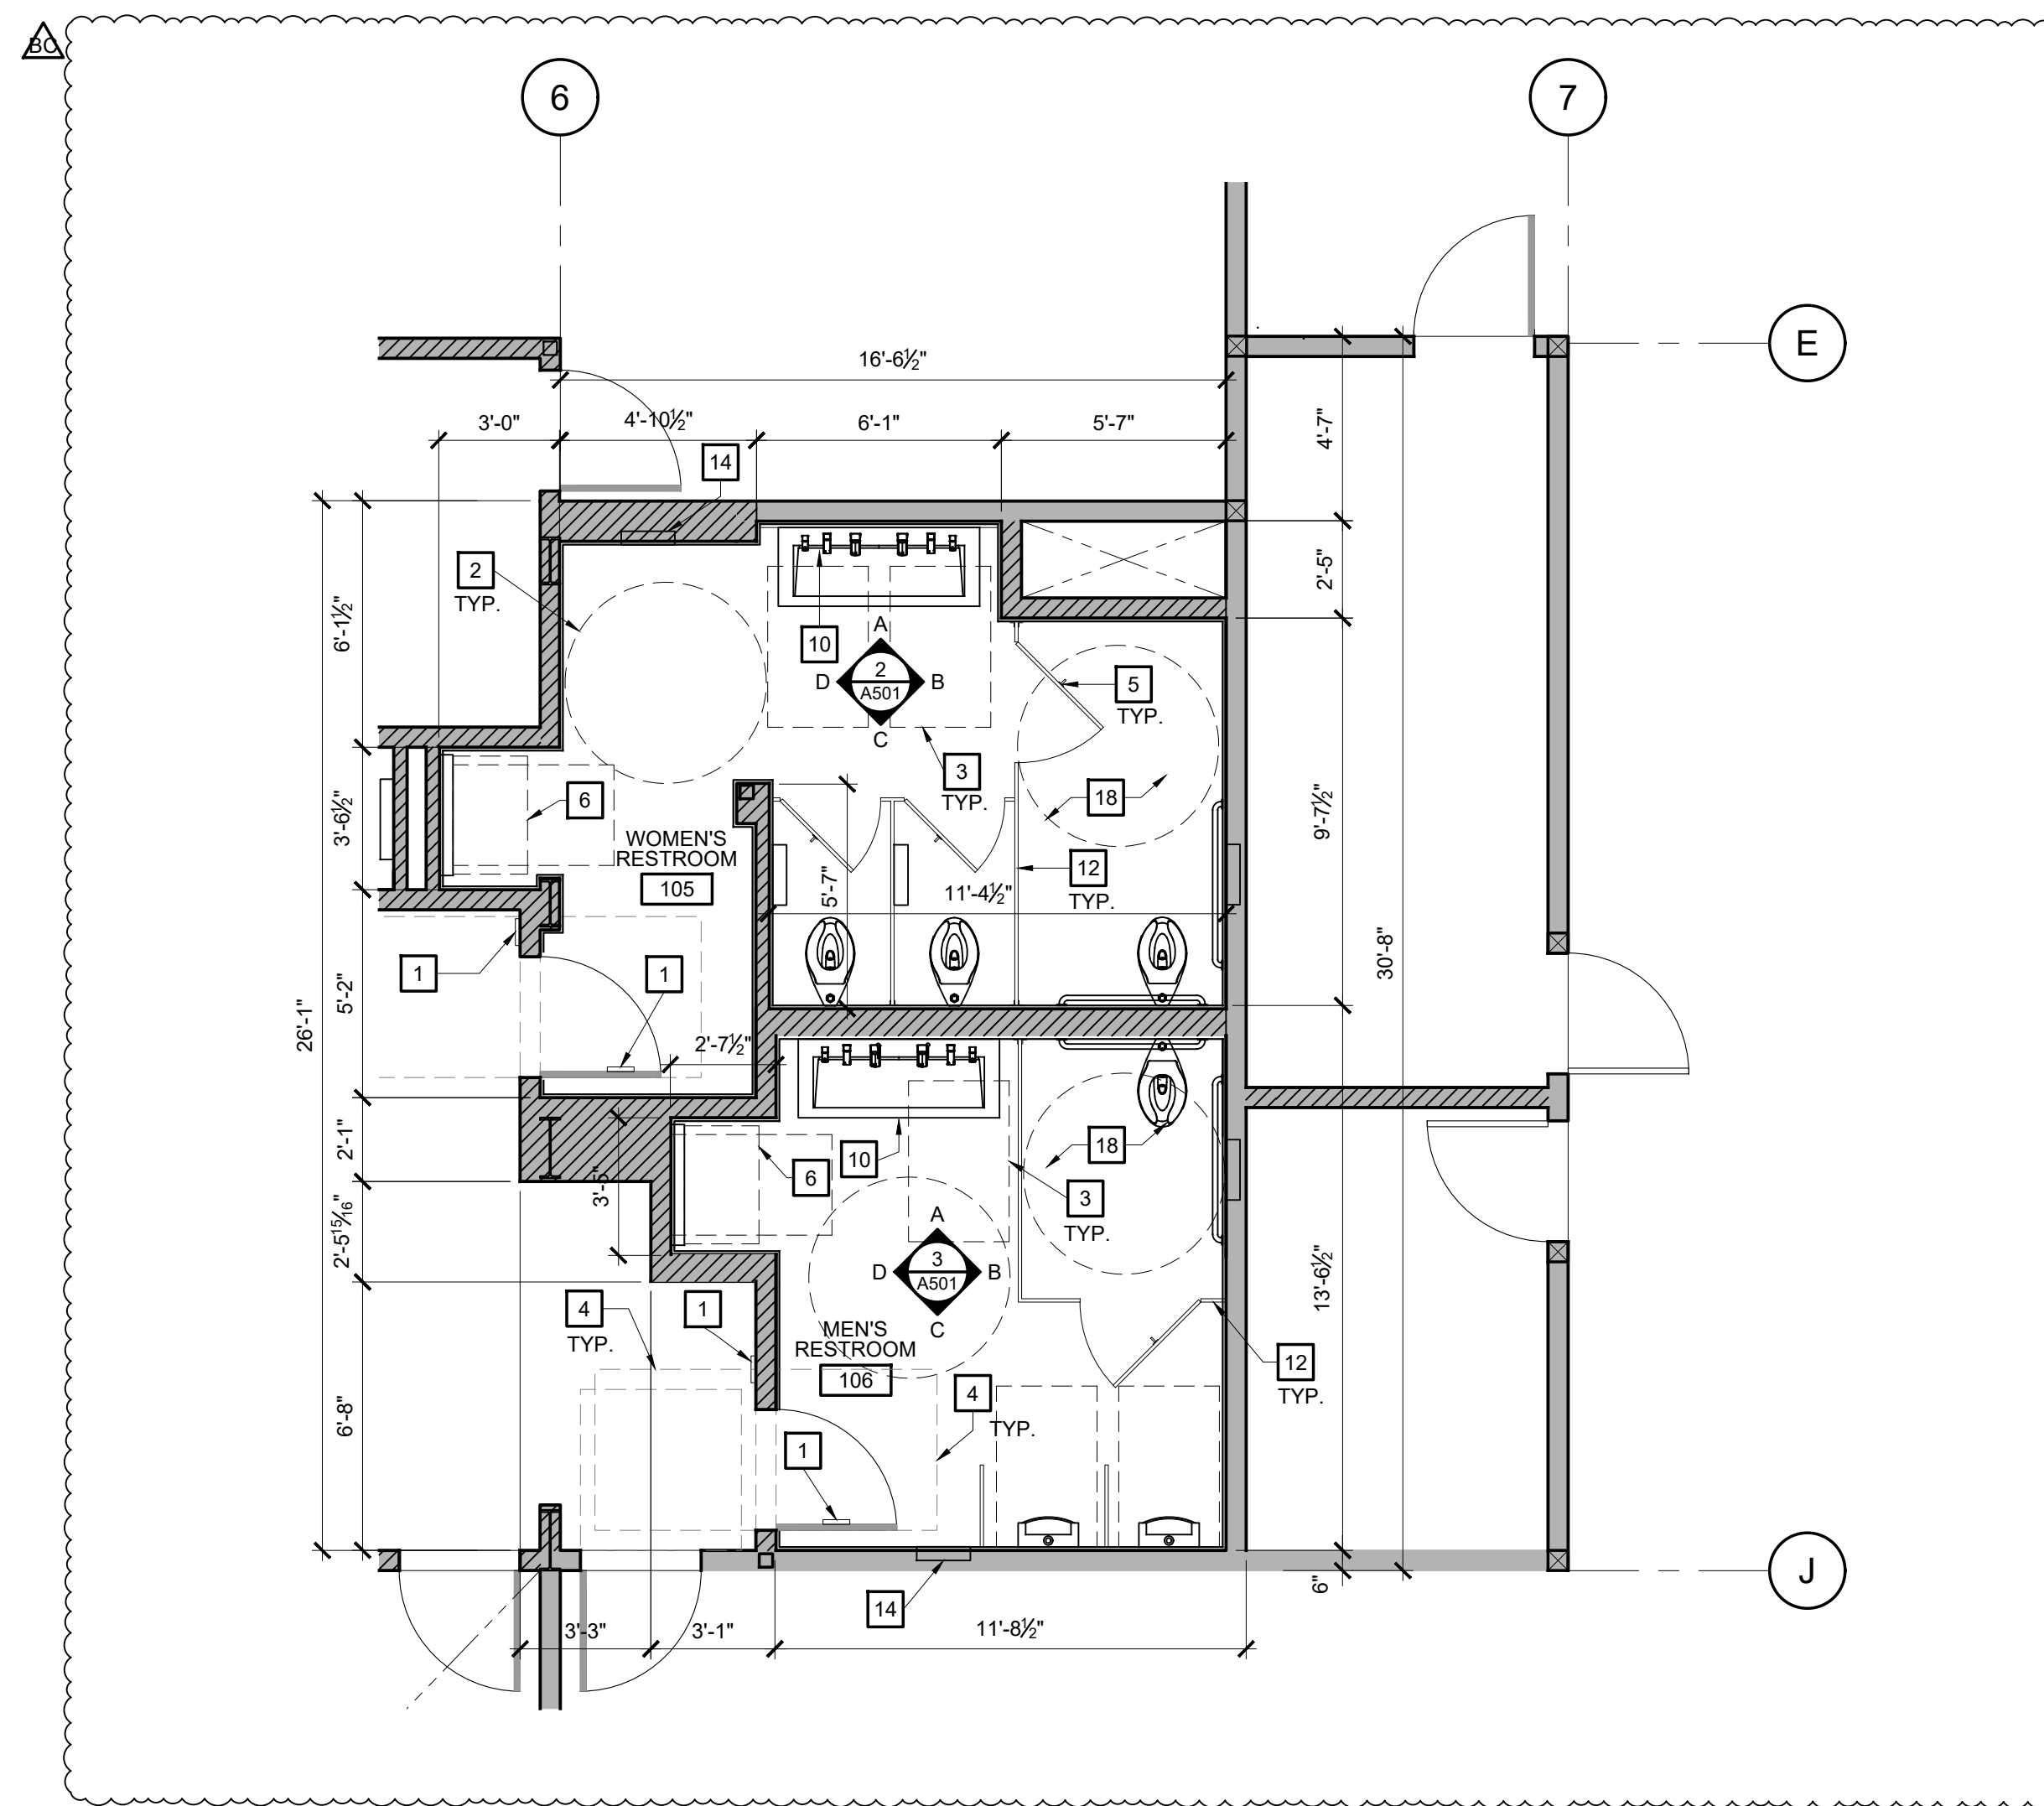 BC
6
7
E
16'-6½"
3'-0"
4'-10½"
6'-1"
5'-7"
4'-7"
14
2
TYP.
2'-5"
6'-1½"
10
A
2
A501
D
B
C
5
TYP.
3
TYP.
6
18
3'-6½"
9'-7½"
WOMEN'S
RESTROOM
105
5'-7"
12
TYP.
11'-4½"
1
1
30'-8"
5'-2"
26'-1"
2'-7½"
2'-1"
10
18
6
3'-5"
3
TYP.
2'-5 15/16"
A
3
A501
D
B
C
13'-6½"
4
TYP.
1
MEN'S
RESTROOM
106
12
TYP.
4
TYP.
6'-8"
1
J
6"
14
3'-3"
3'-1"
11'-8½"